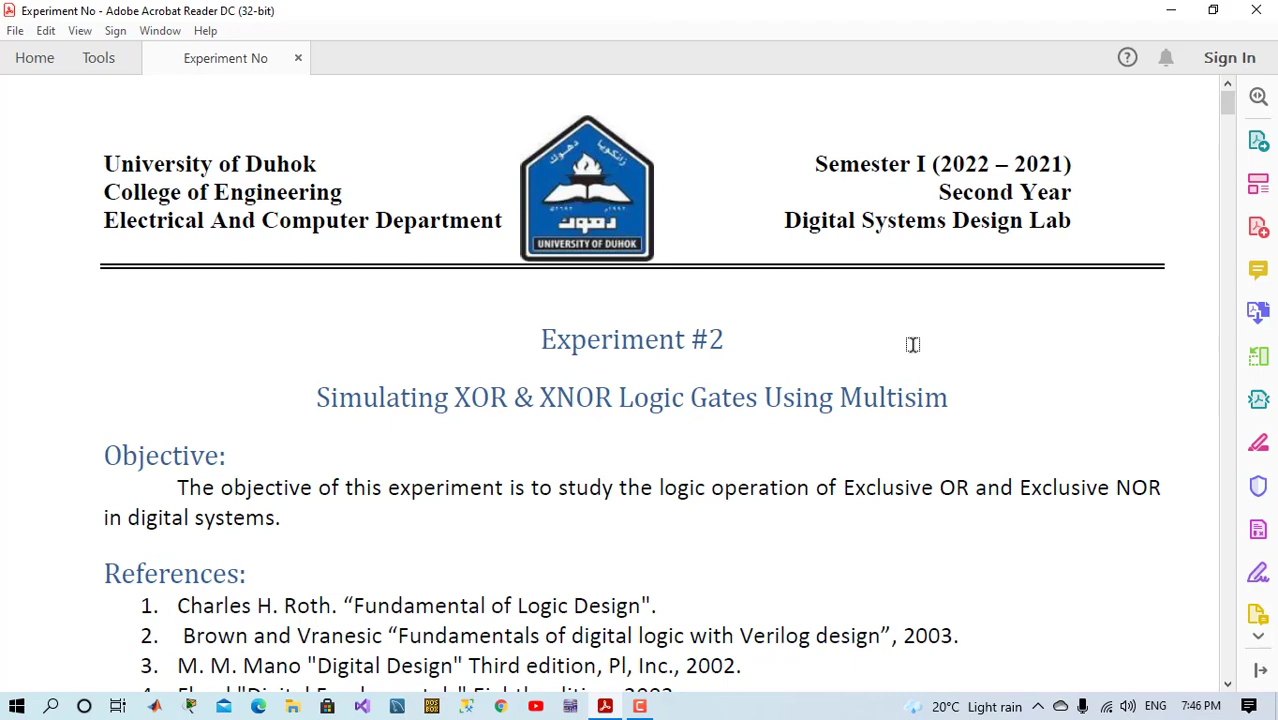 Experiment No - Adobe Acrobat Reader DC (32-bit)
File Edit View Sign Window Help
Home Tools Experiment No Sign In
University of Duhok
College of Engineering
Electrical And Computer Department
زانكويا دهوك
دهوك
UNIVERSITY OF DUHOK
Semester I (2022 – 2021)
Second Year
Digital Systems Design Lab
Experiment #2
Simulating XOR & XNOR Logic Gates Using Multisim
Objective:
The objective of this experiment is to study the logic operation of Exclusive OR and Exclusive NOR
in digital systems.
References:
1. Charles H. Roth. “Fundamental of Logic Design".
2. Brown and Vranesic “Fundamentals of digital logic with Verilog design”, 2003.
3. M. M. Mano "Digital Design" Third edition, Pl, Inc., 2002.
20°C Light rain ENG 7:46 PM